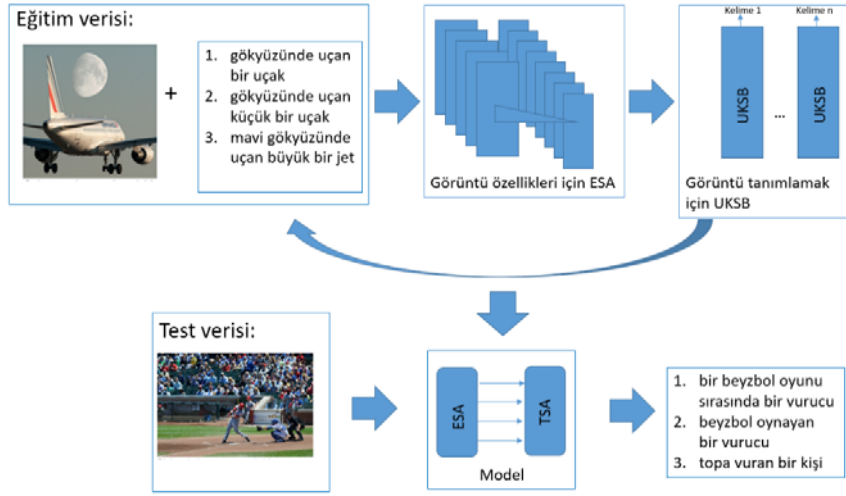 Eğitim verisi:
+
1. gökyüzünde uçan
bir uçak
2. gökyüzünde uçan
küçük bir uçak
3. mavi gökyüzünde
uçan büyük bir jet
Görüntü özellikleri için ESA
Kelime 1
Kelime n
UKSB
...
UKSB
Görüntü tanımlamak
için UKSB
Test verisi:
ESA
TSA
Model
1. bir beyzbol oyunu
sırasında bir vurucu
2. beyzbol oynayan
bir vurucu
3. topa vuran bir kişi